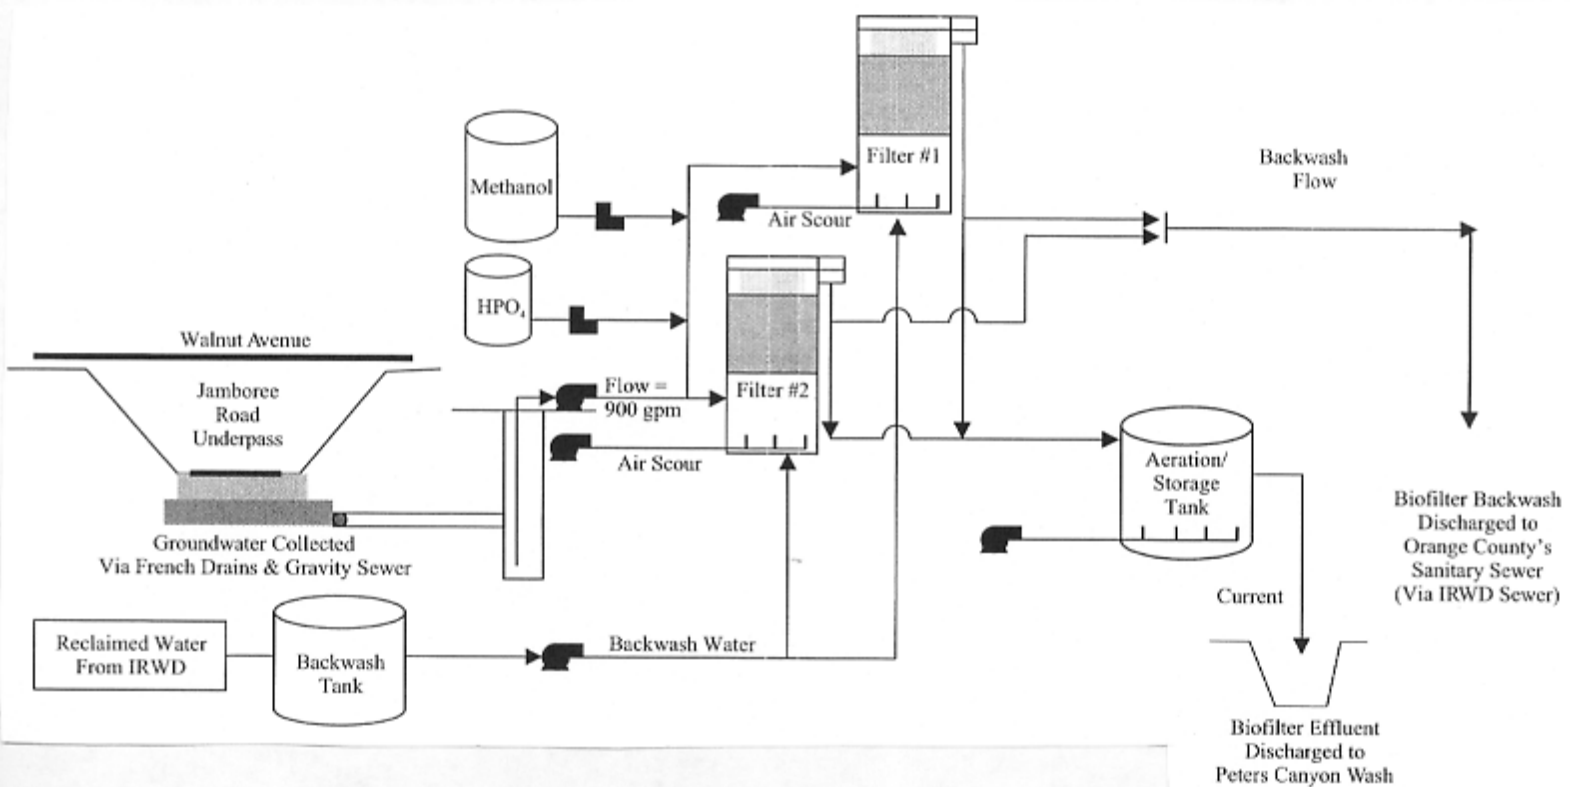 Filter #1
Backwash
Flow
Methanol
Air Scour
HPO₄
Walnut Avenue
Jamboree
Road
Underpass
Flow =
900 gpm
Filter #2
Air Scour
Aeration/
Storage
Tank
Groundwater Collected
Via French Drains & Gravity Sewer
Biofilter Backwash
Discharged to
Orange County's
Sanitary Sewer
(Via IRWD Sewer)
Current
Reclaimed Water
From IRWD
Backwash
Tank
Backwash Water
Biofilter Effluent
Discharged to
Peters Canyon Wash